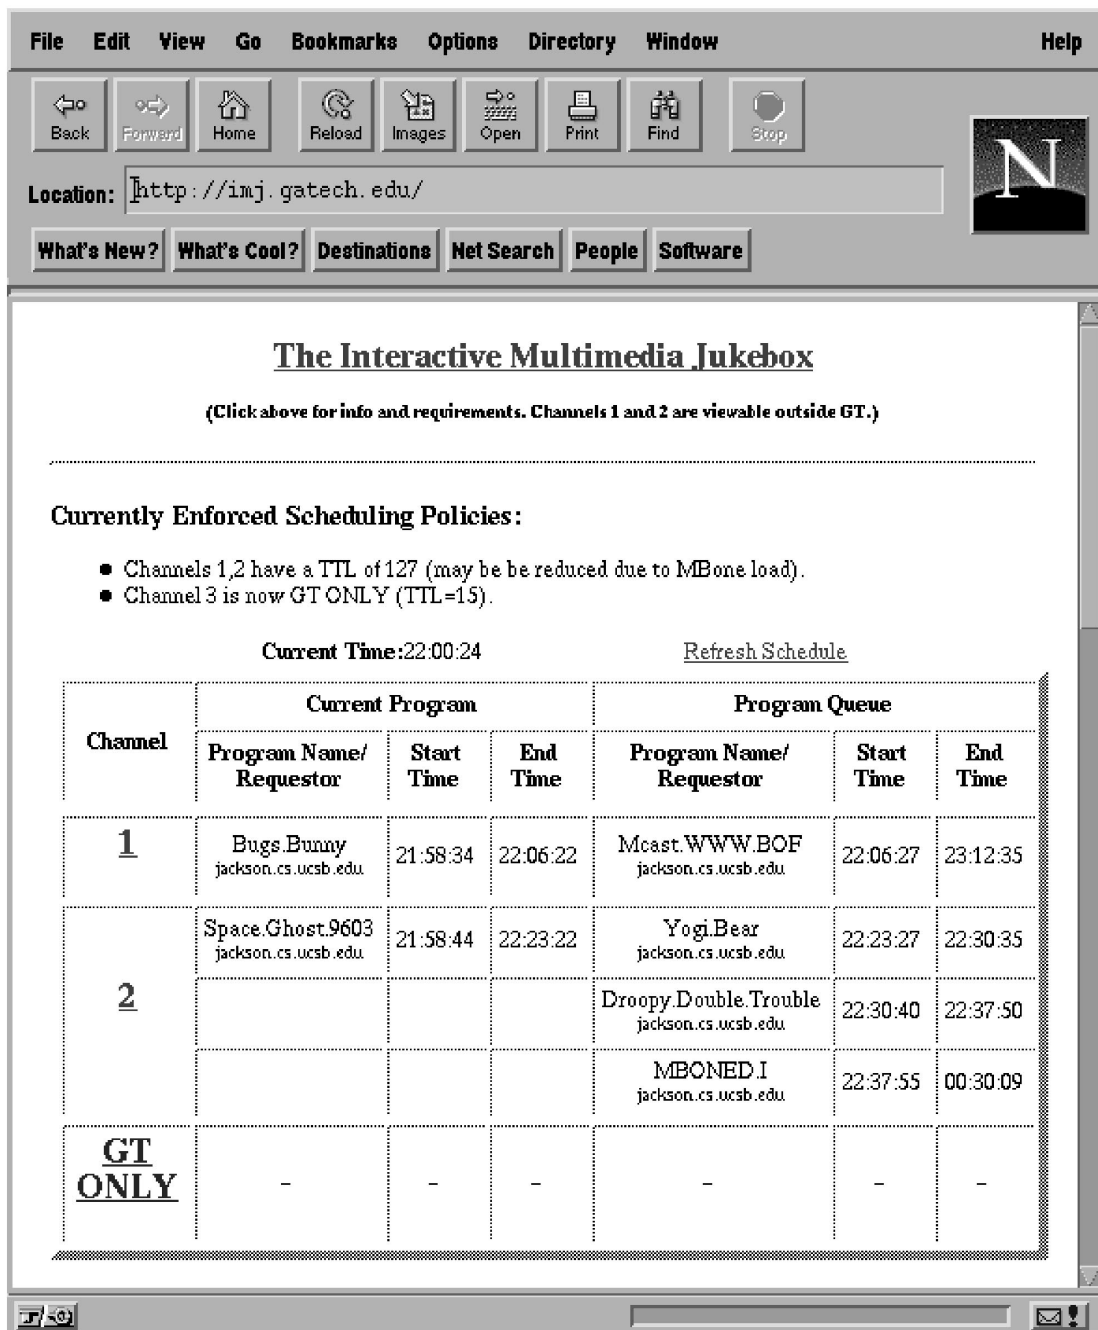 File Edit View Go Bookmarks Options Directory Window Help
Back Forward Home Reload Images Open Print Find Stop
N
Location: http://imj.gatech.edu/
What's New? What's Cool? Destinations Net Search People Software
The Interactive Multimedia Jukebox
(Click above for info and requirements. Channels 1 and 2 are viewable outside GT.)
Currently Enforced Scheduling Policies:
● Channels 1,2 have a TTL of 127 (may be be reduced due to MBone load).
● Channel 3 is now GT ONLY (TTL=15).
Current Time:22:00:24 Refresh Schedule
Channel Current Program Program Queue
Program Name/ Requestor Start Time End Time Program Name/ Requestor Start Time End Time
1 Bugs.Bunny jackson.cs.ucsb.edu 21:58:34 22:06:22 Mcast.WWW.BOF jackson.cs.ucsb.edu 22:06:27 23:12:35
2 Space.Ghost.9603 jackson.cs.ucsb.edu 21:58:44 22:23:22 Yogi.Bear jackson.cs.ucsb.edu 22:23:27 22:30:35
Droopy.Double.Trouble jackson.cs.ucsb.edu 22:30:40 22:37:50
MBONED.I jackson.cs.ucsb.edu 22:37:55 00:30:09
GT ONLY - - - - - -